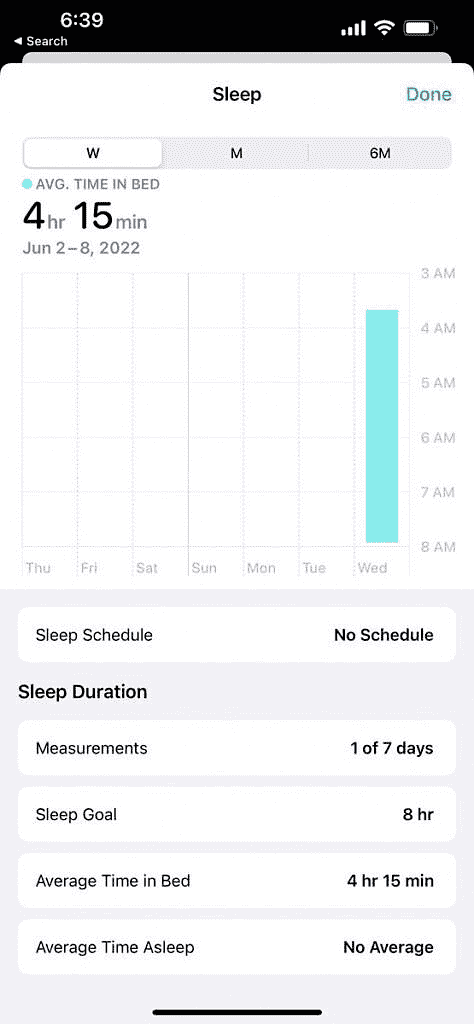 6:39
◀ Search
Sleep
Done
W M 6M
AVG. TIME IN BED
4 hr 15 min
Jun 2–8, 2022
3 AM
4 AM
5 AM
6 AM
7 AM
8 AM
Thu Fri Sat Sun Mon Tue Wed
Sleep Schedule No Schedule
Sleep Duration
Measurements 1 of 7 days
Sleep Goal 8 hr
Average Time in Bed 4 hr 15 min
Average Time Asleep No Average